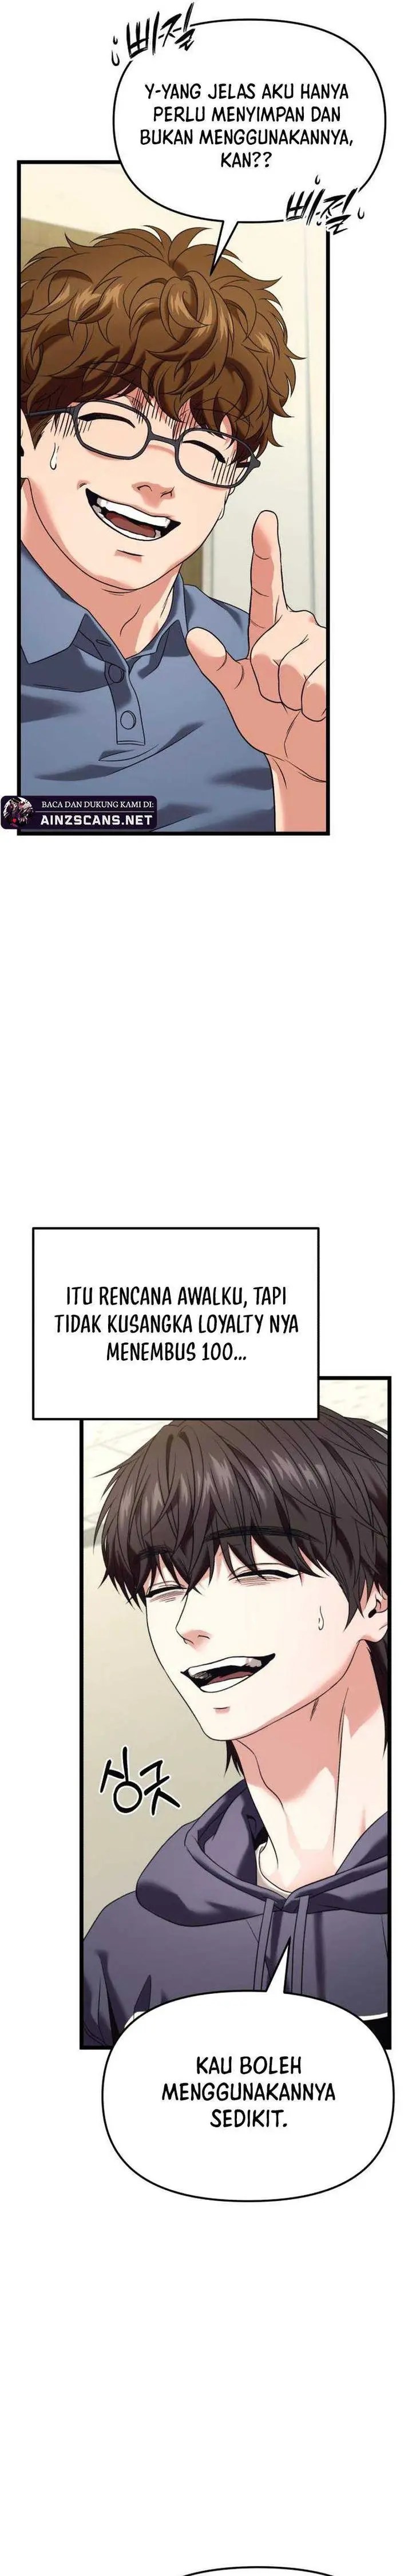 삐질
Y-YANG JELAS AKU HANYA
PERLU MENYIMPAN DAN
BUKAN MENGGUNAKANNYA,
KAN??
삐질
BACA DAN DUKUNG KAMI DI:
AINZSCANS.NET
ITU RENCANA AWALKU, TAPI
TIDAK KUSANGKA LOYALTY NYA
MENEMBUS 100...
싱긋
KAU BOLEH
MENGGUNAKANNYA
SEDIKIT.